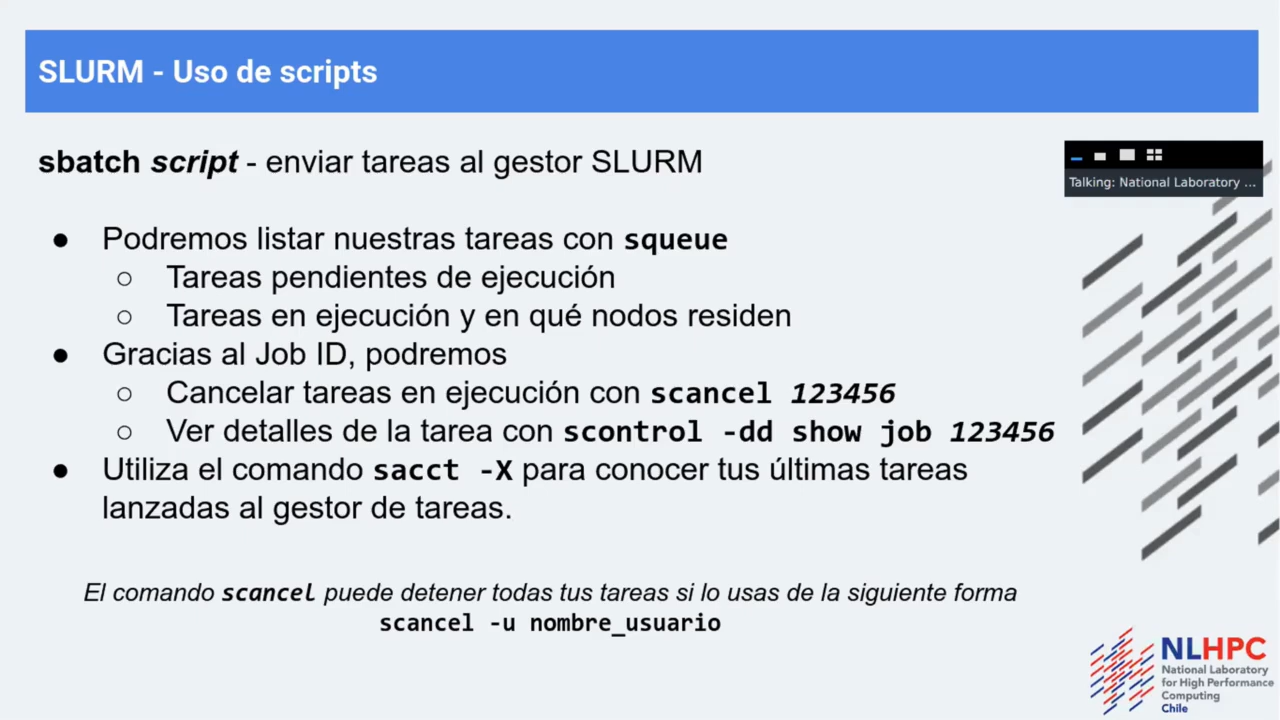 SLURM - Uso de scripts
sbatch script - enviar tareas al gestor SLURM
Talking: National Laboratory ...
● Podremos listar nuestras tareas con squeue
○ Tareas pendientes de ejecución
○ Tareas en ejecución y en qué nodos residen
● Gracias al Job ID, podremos
○ Cancelar tareas en ejecución con scancel 123456
○ Ver detalles de la tarea con scontrol -dd show job 123456
● Utiliza el comando sacct -X para conocer tus últimas tareas
lanzadas al gestor de tareas.
El comando scancel puede detener todas tus tareas si lo usas de la siguiente forma
scancel -u nombre_usuario
NLHPC
National Laboratory
for High Performance
Computing
Chile